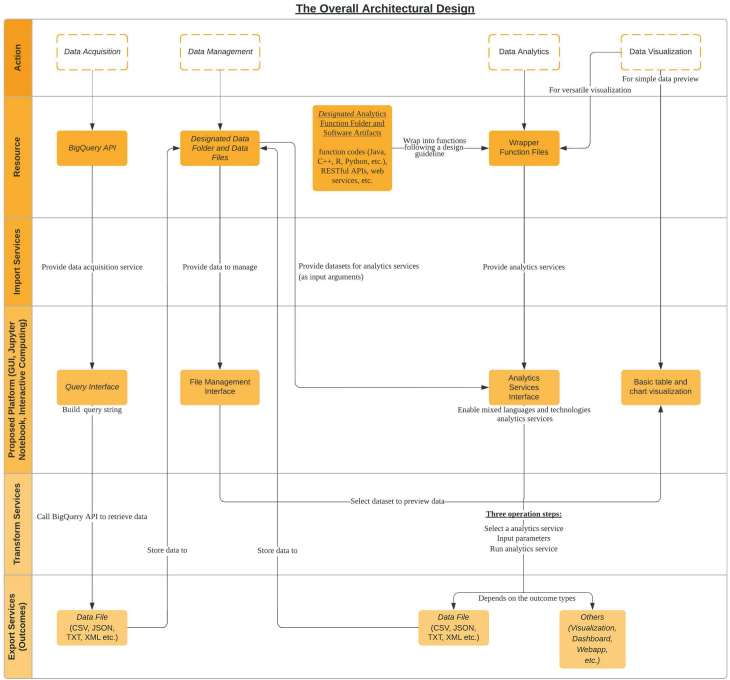 The Overall Architectural Design
Action
Data Acquisition
Data Management
Data Analytics
Data Visualization
For simple data preview
For versatile visualization
Resource
BigQuery API
Designated Data
Folder and Data
Files
Designated Analytics
Function Folder and
Software Artifacts
function codes (Java,
C++, R, Python, etc.),
RESTful APIs, web
services, etc.
Wrap into functions
following a design
guideline
Wrapper
Function Files
Import Services
Provide data acquisition service
Provide data to manage
Provide datasets for analytics services
(as input arguments)
Provide analytics services
Proposed Platform (GUI, Jupyter
Notebook, Interactive Computing)
Query Interface
Build query string
File Management
Interface
Analytics
Services
Interface
Enable mixed languages and technologies
analytics services
Basic table and
chart visualization
Transform Services
Call BigQuery API to retrieve data
Store data to
Store data to
Select dataset to preview data
Three operation steps:
Select a analytics service
Input parameters
Run analytics service
Export Services
(Outcomes)
Depends on the outcome types
Data File
(CSV, JSON,
TXT, XML etc.)
Data File
(CSV, JSON,
TXT, XML etc.)
Others
(Visualization,
Dashboard,
Webapp,
etc.)